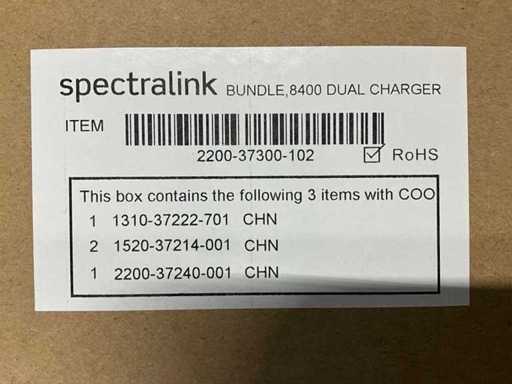 spectralink BUNDLE,8400 DUAL CHARGER
ITEM
2200-37300-102 RoHS
This box contains the following 3 items with COO
1 1310-37222-701 CHN
2 1520-37214-001 CHN
1 2200-37240-001 CHN